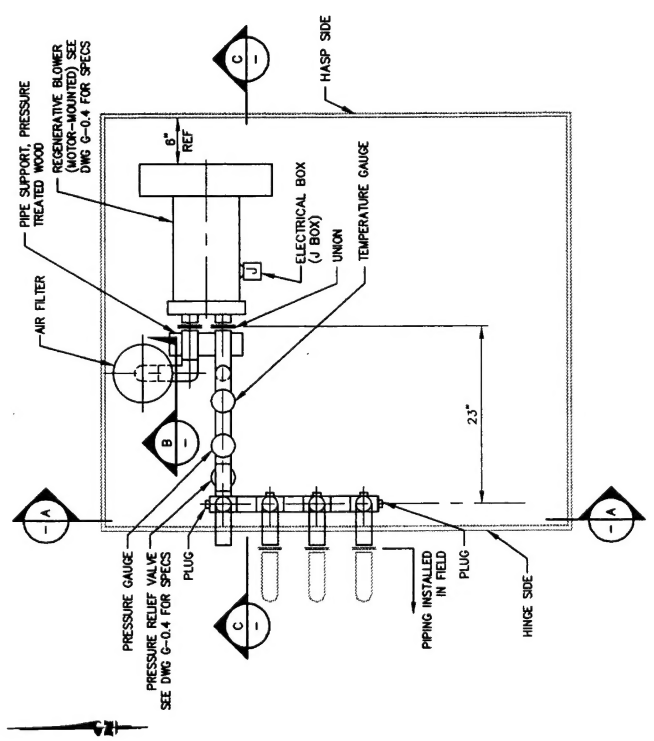 AIR FILTER
PIPE SUPPORT, PRESSURE
TREATED WOOD
REGENERATIVE BLOWER
(MOTOR-MOUNTED) SEE
DWG G-0.4 FOR SPECS
C
-
HASP SIDE
6"
REF
J
ELECTRICAL BOX
(J BOX)
UNION
TEMPERATURE GAUGE
B
-
23"
A
-
A
-
PRESSURE GAUGE
PRESSURE RELIEF VALVE
SEE DWG G-0.4 FOR SPECS
PLUG
C
-
PIPING INSTALLED
IN FIELD
PLUG
HINGE SIDE